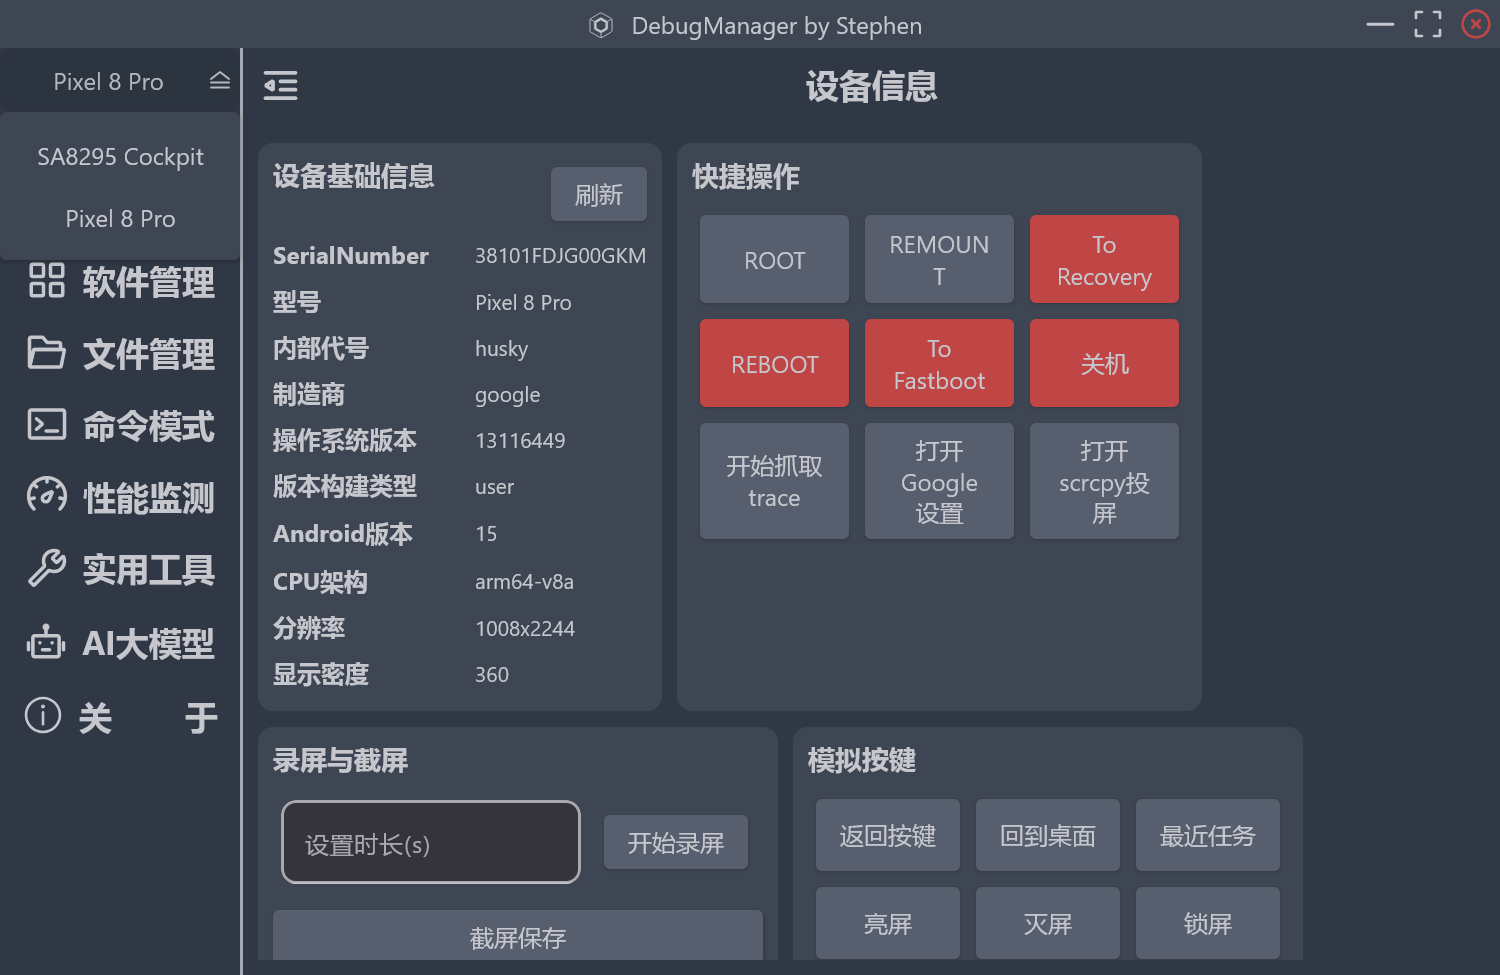 DebugManager by Stephen
Pixel 8 Pro
SA8295 Cockpit
Pixel 8 Pro
软件管理
文件管理
命令模式
性能监测
实用工具
AI大模型
关 于
设备信息
设备基础信息
刷新
SerialNumber 38101FDJG00GKM
型号 Pixel 8 Pro
内部代号 husky
制造商 google
操作系统版本 13116449
版本构建类型 user
Android版本 15
CPU架构 arm64-v8a
分辨率 1008x2244
显示密度 360
快捷操作
ROOT
REMOUN
T
To
Recovery
REBOOT
To
Fastboot
关机
开始抓取
trace
打开
Google
设置
打开
scrcpy投
屏
录屏与截屏
设置时长(s)
开始录屏
截屏保存
模拟按键
返回按键
回到桌面
最近任务
亮屏
灭屏
锁屏